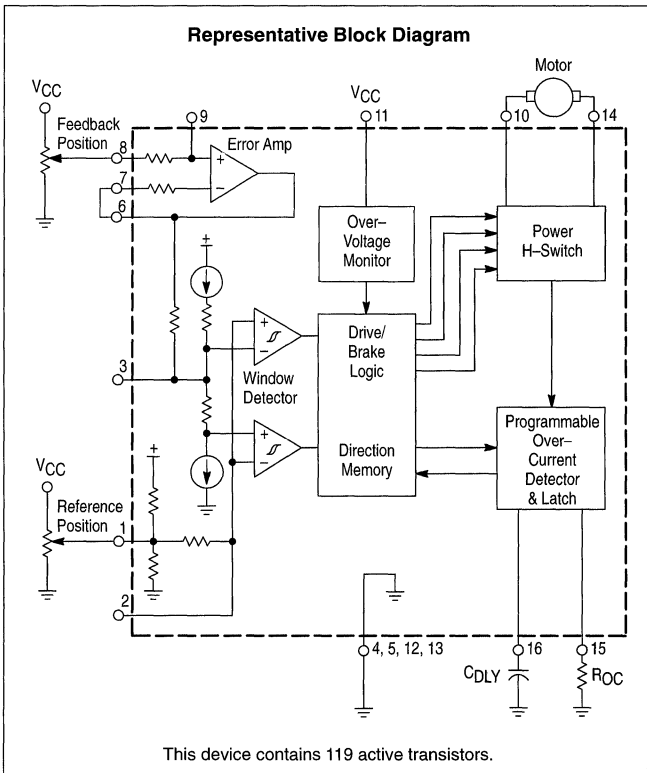 Representative Block Diagram
Motor
VCC
VCC
9
11
10
14
Feedback
Position
8
Error Amp
+
7
–
6
+
Over–
Voltage
Monitor
Power
H–Switch
+
–
Drive/
Brake
Logic
3
Window
Detector
+
–
Direction
Memory
Programmable
Over–
Current
Detector
& Latch
+
VCC
Reference
Position
1
2
4, 5, 12, 13
16
15
CDLY
ROC
This device contains 119 active transistors.